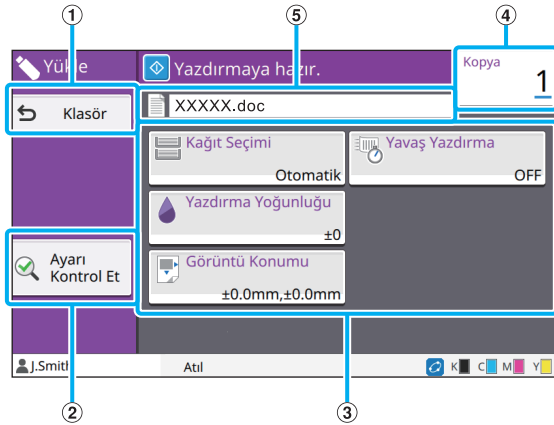 ① ⑤ ④
Yükle
Yazdırmaya hazır.
Kopya
1
Klasör
XXXXX.doc
Kağıt Seçimi
Otomatik
Yavaş Yazdırma
OFF
Yazdırma Yoğunluğu
±0
Ayarı
Kontrol Et
Görüntü Konumu
±0.0mm,±0.0mm
J.Smith
Atıl
K C M Y
② ③